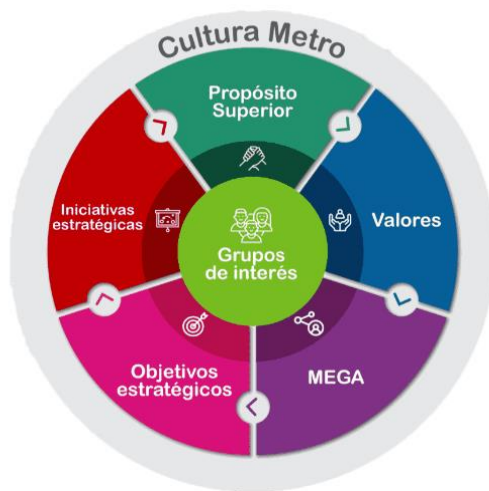 Cultura Metro
Propósito
Superior
Valores
MEGA
Objetivos
estratégicos
Iniciativas
estratégicas
Grupos
de interés